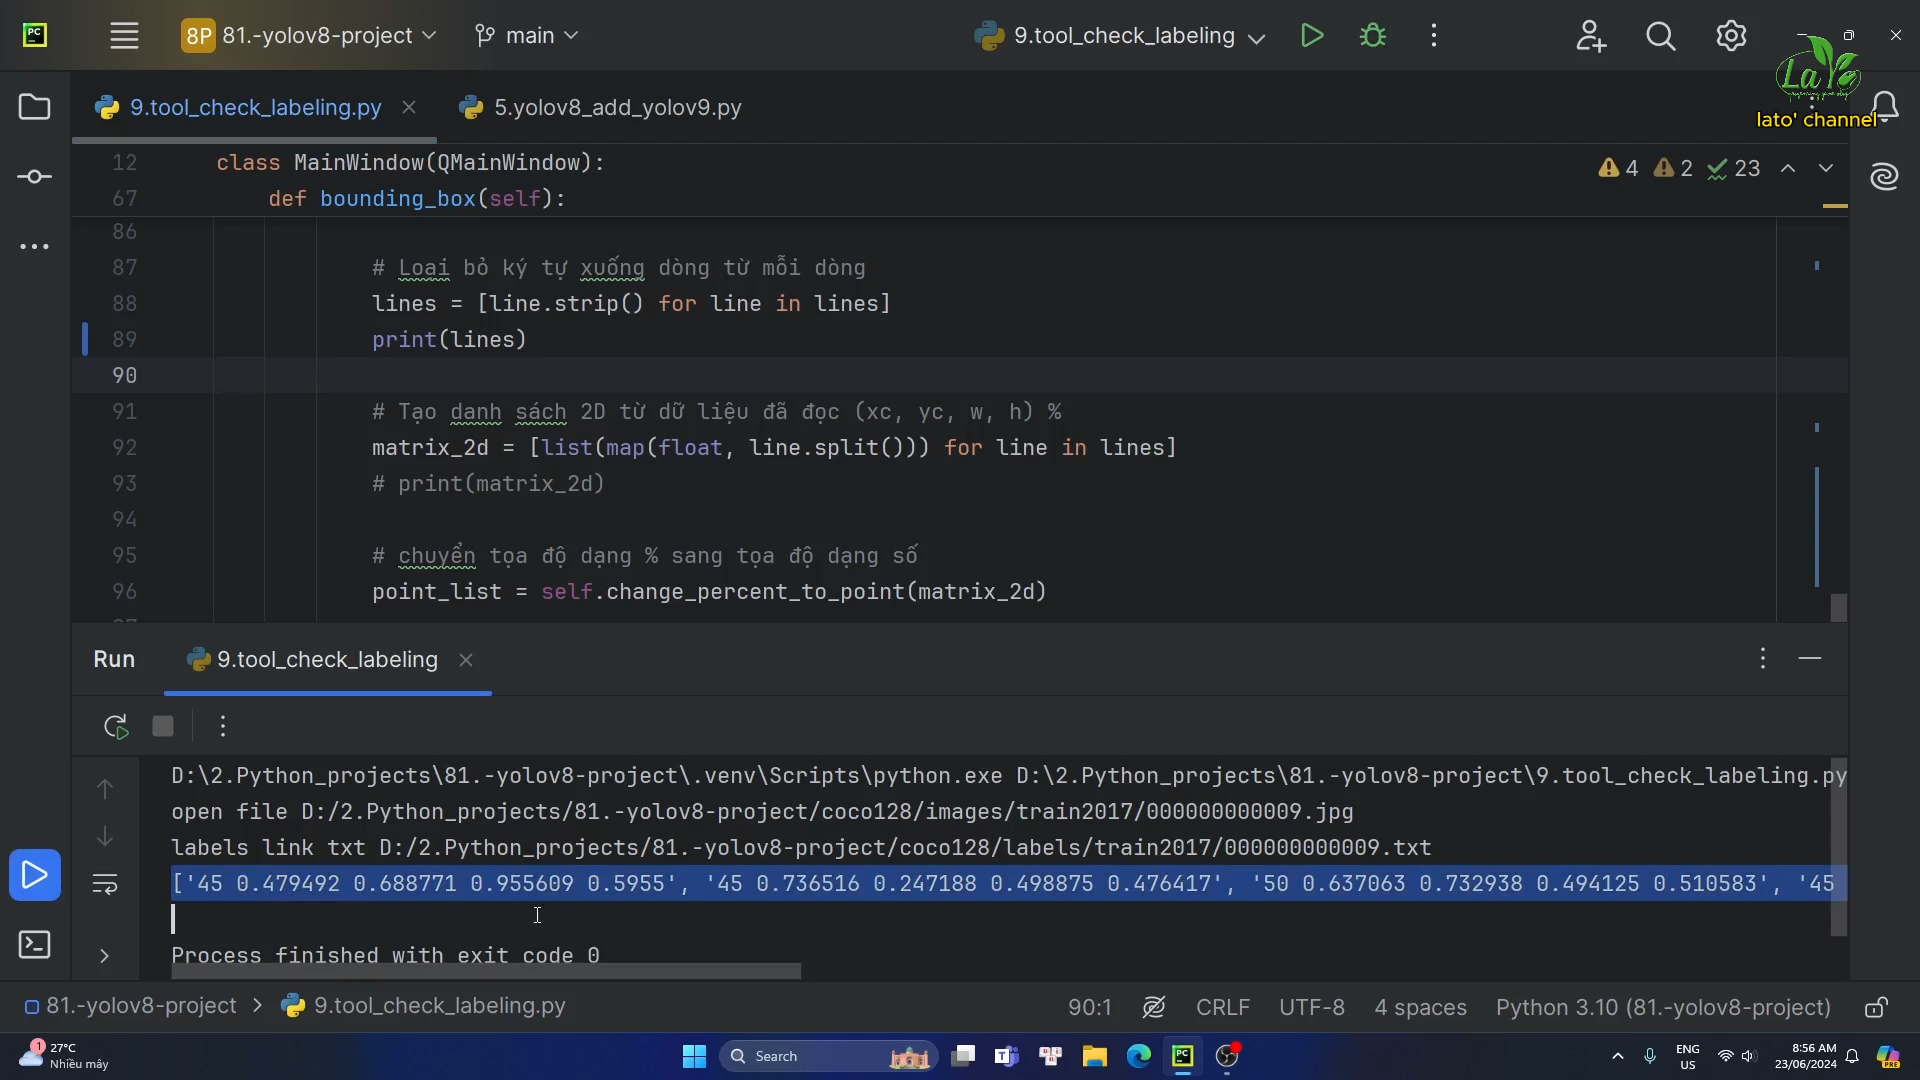 PC
8P 81.-yolov8-project
main
9.tool_check_labeling
LaTo
lato' channel
9.tool_check_labeling.py
5.yolov8_add_yolov9.py
12 class MainWindow(QMainWindow):
4 2 23
67 def bounding_box(self):
86
87 # Loại bỏ ký tự xuống dòng từ mỗi dòng
88 lines = [line.strip() for line in lines]
89 print(lines)
90
91 # Tạo danh sách 2D từ dữ liệu đã đọc (xc, yc, w, h) %
92 matrix_2d = [list(map(float, line.split())) for line in lines]
93 # print(matrix_2d)
94
95 # chuyển tọa độ dạng % sang tọa độ dạng số
96 point_list = self.change_percent_to_point(matrix_2d)
Run 9.tool_check_labeling
D:\2.Python_projects\81.-yolov8-project\.venv\Scripts\python.exe D:\2.Python_projects\81.-yolov8-project\9.tool_check_labeling.py
open file D:/2.Python_projects/81.-yolov8-project/coco128/images/train2017/000000000009.jpg
labels link txt D:/2.Python_projects/81.-yolov8-project/coco128/labels/train2017/000000000009.txt
['45 0.479492 0.688771 0.955609 0.5955', '45 0.736516 0.247188 0.498875 0.476417', '50 0.637063 0.732938 0.494125 0.510583', '45
Process finished with exit code 0
81.-yolov8-project > 9.tool_check_labeling.py
90:1 CRLF UTF-8 4 spaces Python 3.10 (81.-yolov8-project)
1
27°C
Nhiều mây
Search
PC
ENG
US
8:56 AM
23/06/2024
PRE